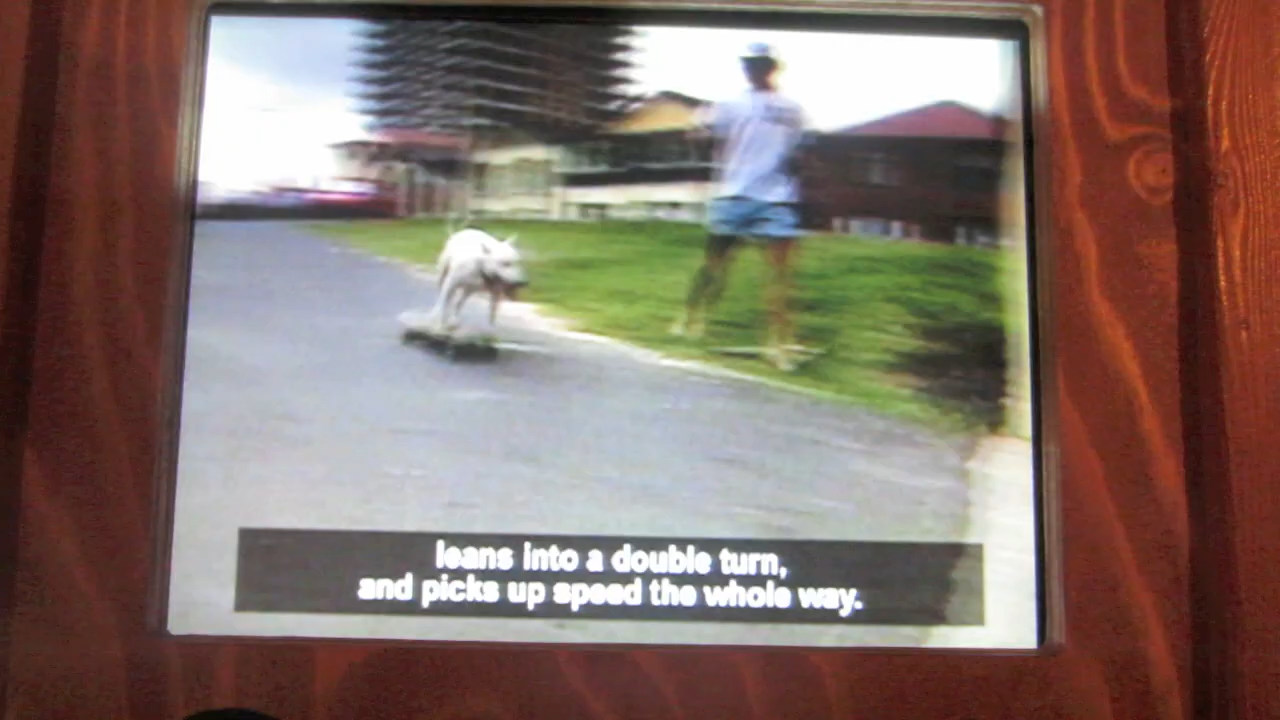 leans into a double turn,
and picks up speed the whole way.